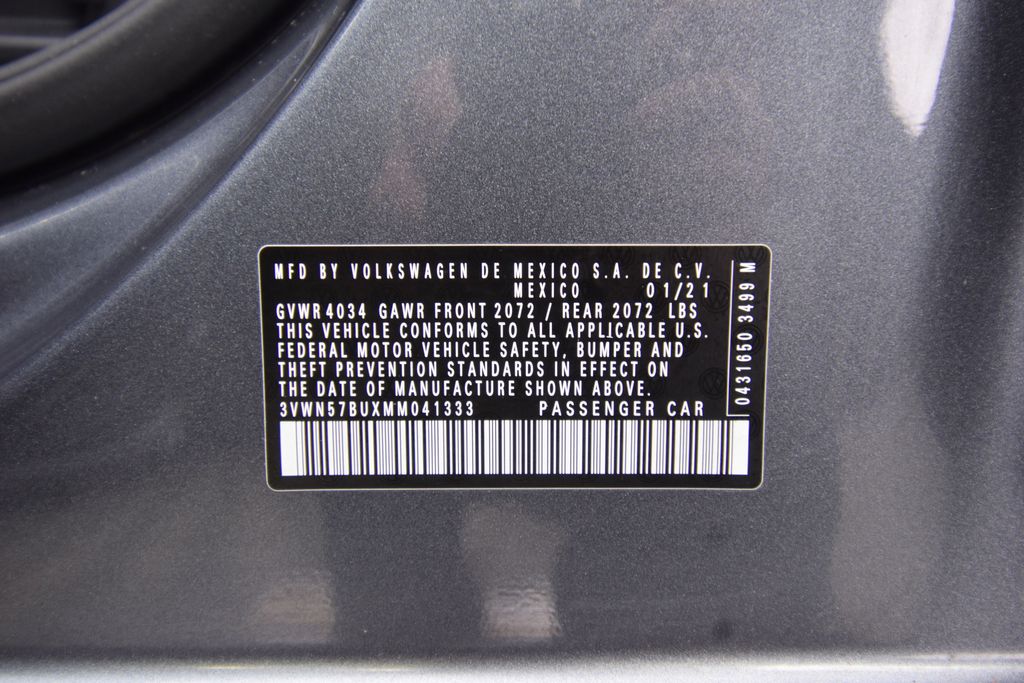 MFD BY VOLKSWAGEN DE MEXICO S.A. DE C.V.
MEXICO 01/21
GVWR 4034 GAWR FRONT 2072 / REAR 2072 LBS
THIS VEHICLE CONFORMS TO ALL APPLICABLE U.S.
FEDERAL MOTOR VEHICLE SAFETY, BUMPER AND
THEFT PREVENTION STANDARDS IN EFFECT ON
THE DATE OF MANUFACTURE SHOWN ABOVE.
3VWN57BUXMM041333 PASSENGER CAR
0431650 3499 M